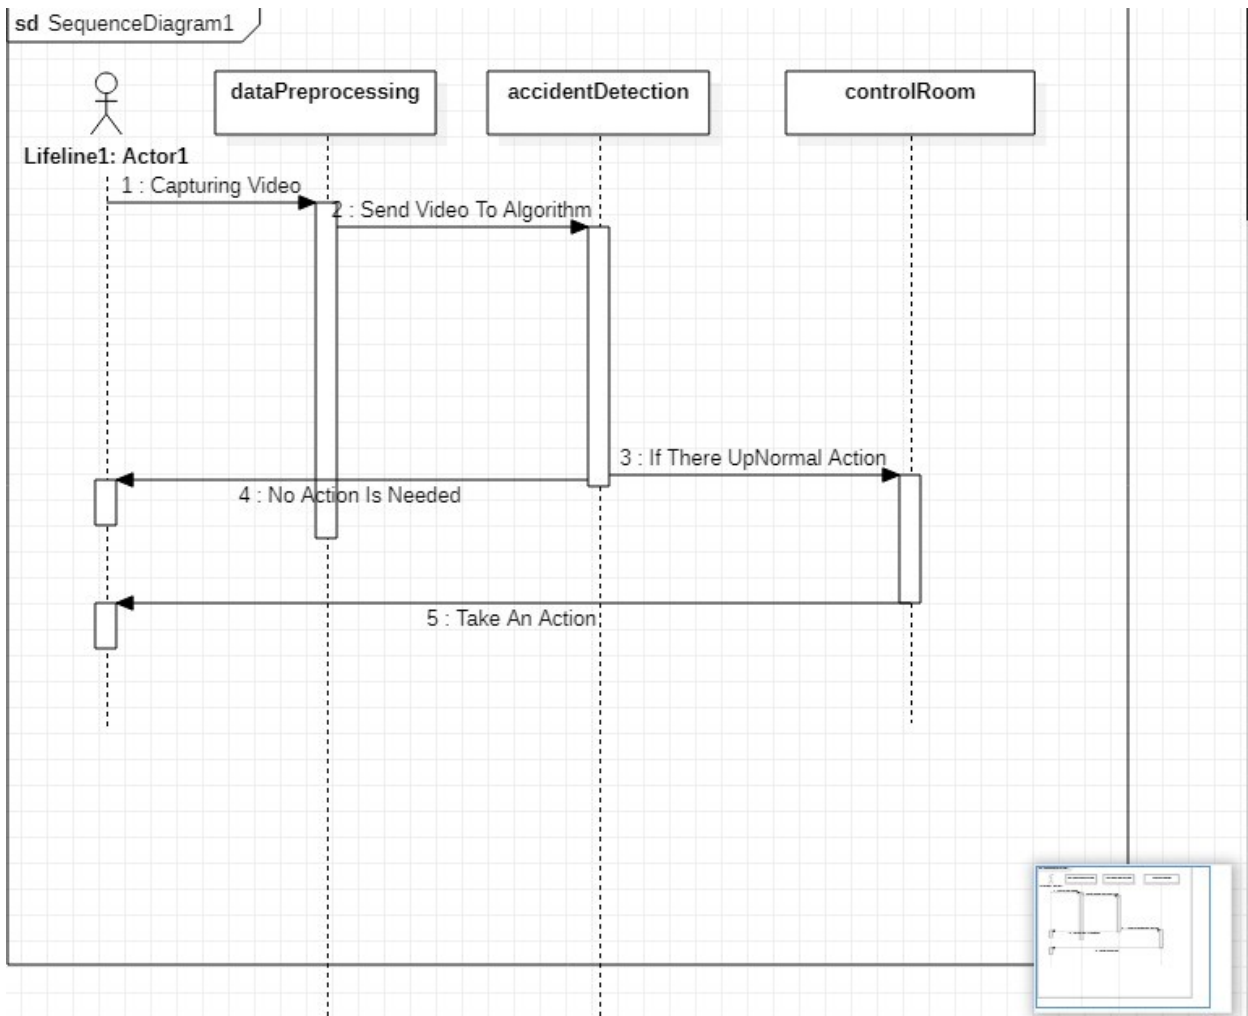 sd SequenceDiagram1
dataPreprocessing
accidentDetection
controlRoom
Lifeline1: Actor1
1 : Capturing Video
2 : Send Video To Algorithm
3 : If There UpNormal Action
4 : No Action Is Needed
5 : Take An Action